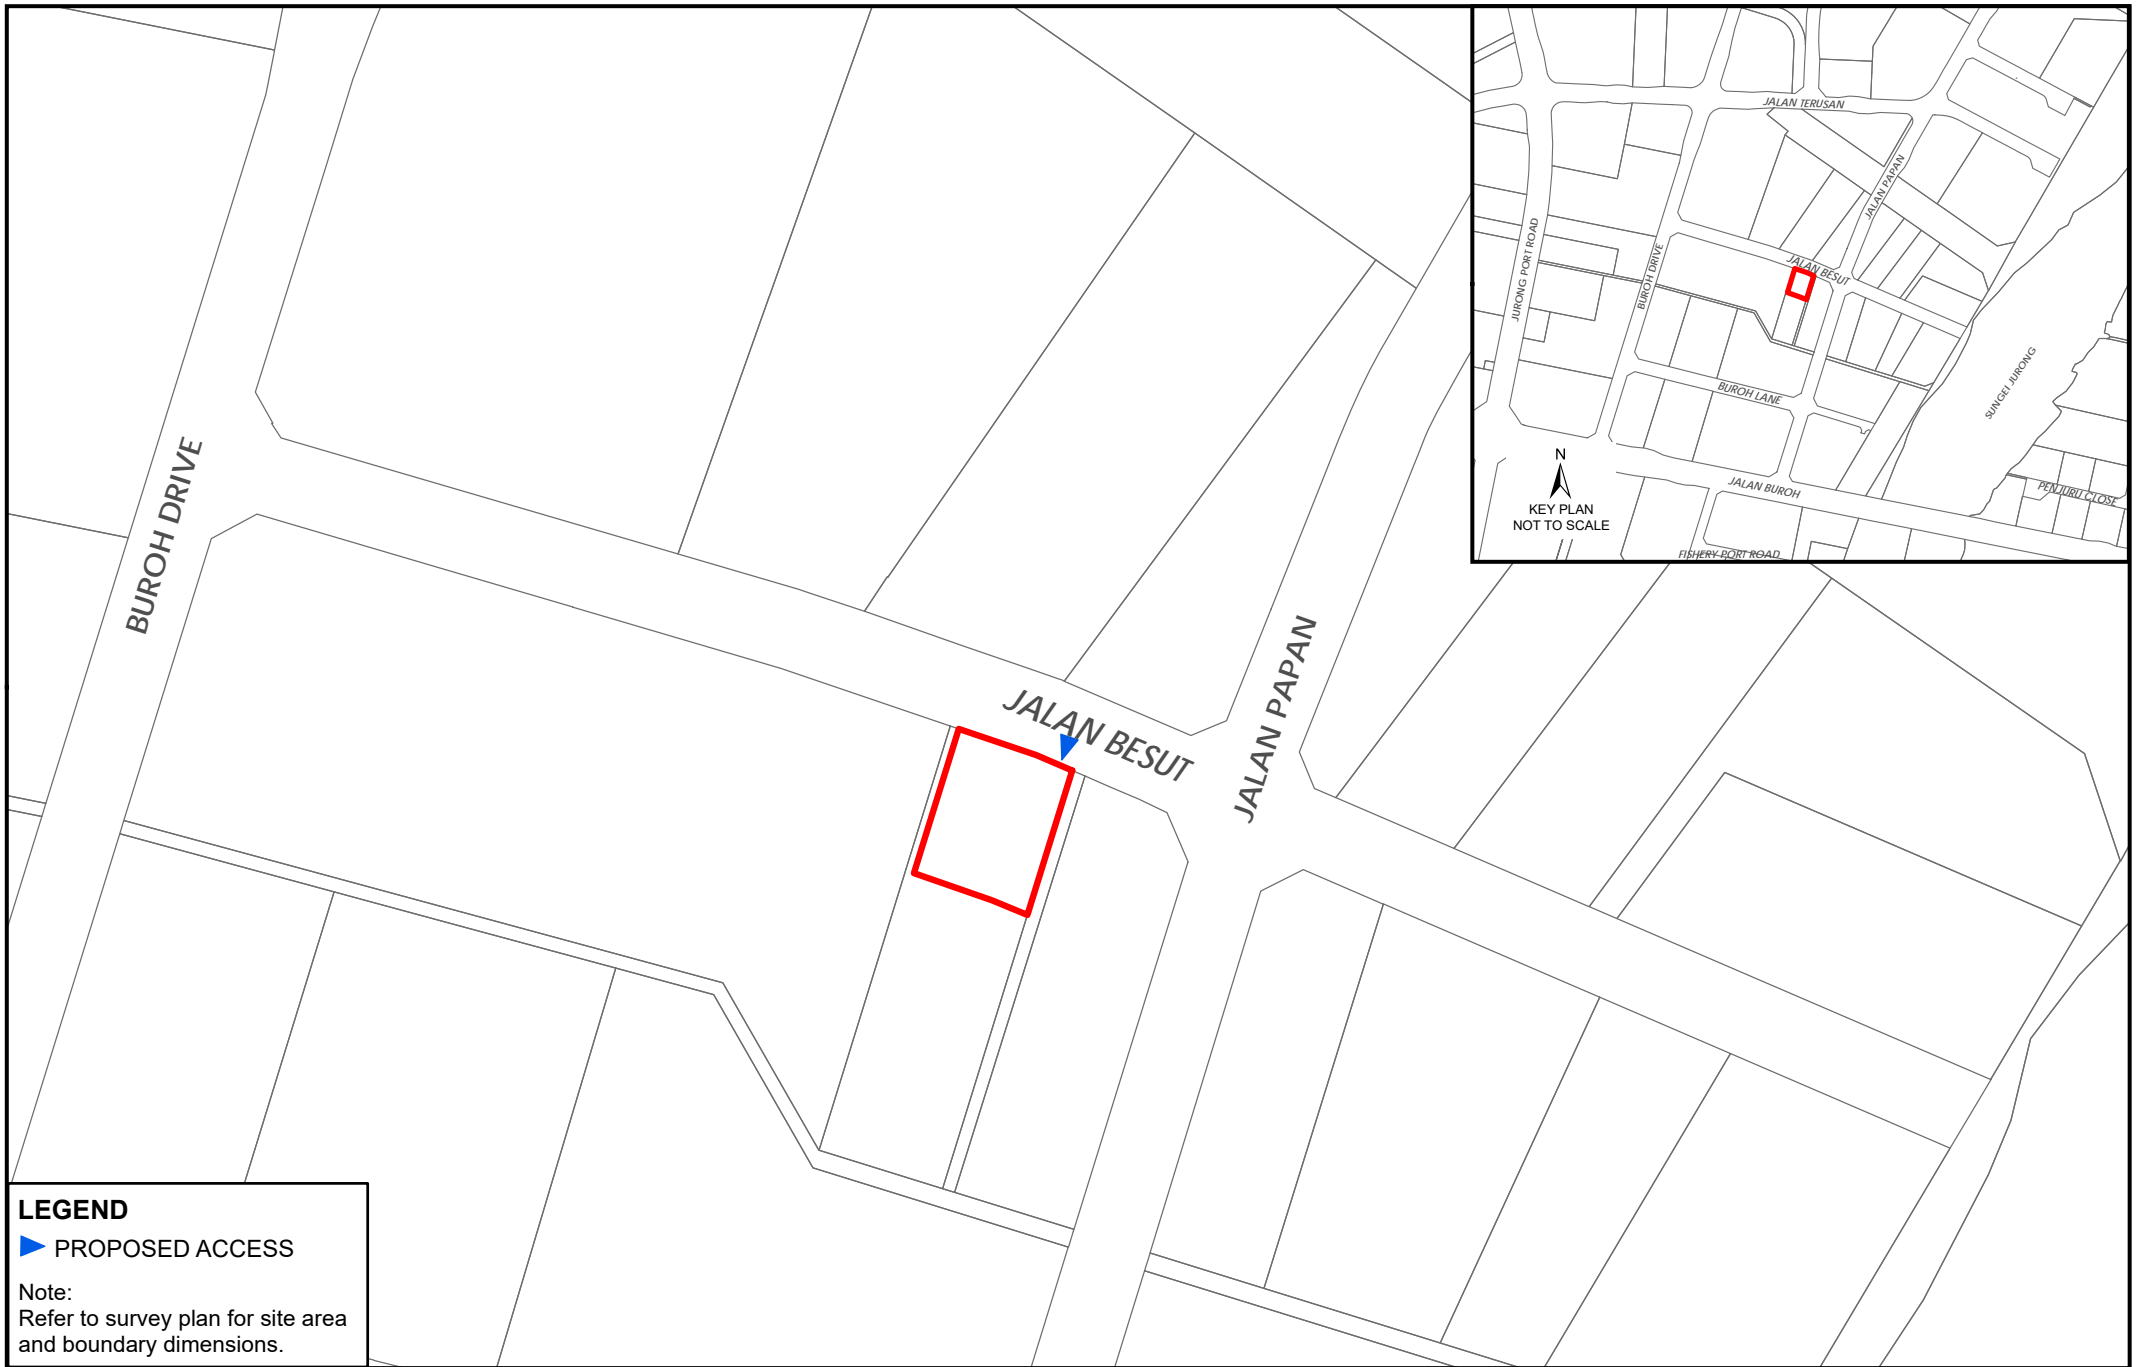 JALAN TERUSAN
JALAN PAPAN
JURONG PORT ROAD
BUROH DRIVE
JALAN BESUT
SUNGEI JURONG
BUROH LANE
N
KEY PLAN
NOT TO SCALE
JALAN BUROH
PENJURU CLOSE
FISHERY PORT ROAD
BUROH DRIVE
JALAN BESUT
JALAN PAPAN
LEGEND
PROPOSED ACCESS
Note:
Refer to survey plan for site area
and boundary dimensions.